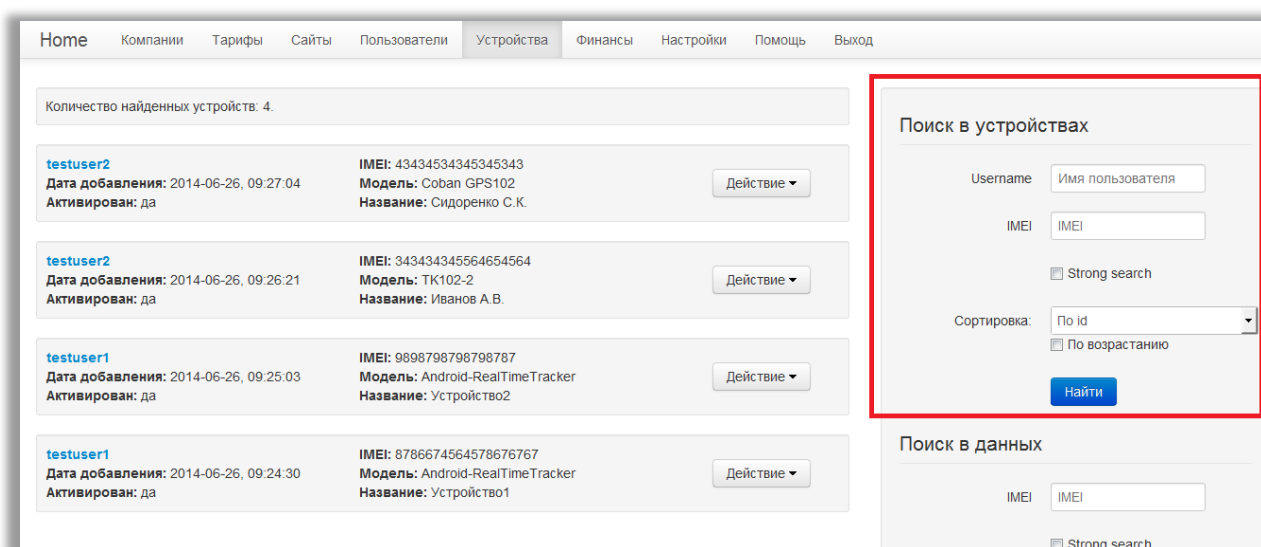 Home Компании Тарифы Сайты Пользователи Устройства Финансы Настройки Помощь Выход
Количество найденных устройств: 4.
testuser2
Дата добавления: 2014-06-26, 09:27:04
Активирован: да
IMEI: 43434534345345343
Модель: Coban GPS102
Название: Сидоренко С.К.
Действие
testuser2
Дата добавления: 2014-06-26, 09:26:21
Активирован: да
IMEI: 343434345564654564
Модель: TK102-2
Название: Иванов А.В.
Действие
testuser1
Дата добавления: 2014-06-26, 09:25:03
Активирован: да
IMEI: 9898798798798787
Модель: Android-RealTimeTracker
Название: Устройство2
Действие
testuser1
Дата добавления: 2014-06-26, 09:24:30
Активирован: да
IMEI: 8786674564578676767
Модель: Android-RealTimeTracker
Название: Устройство1
Действие
Поиск в устройствах
Username Имя пользователя
IMEI IMEI
Strong search
Сортировка: По id
По возрастанию
Найти
Поиск в данных
IMEI IMEI
Strong search